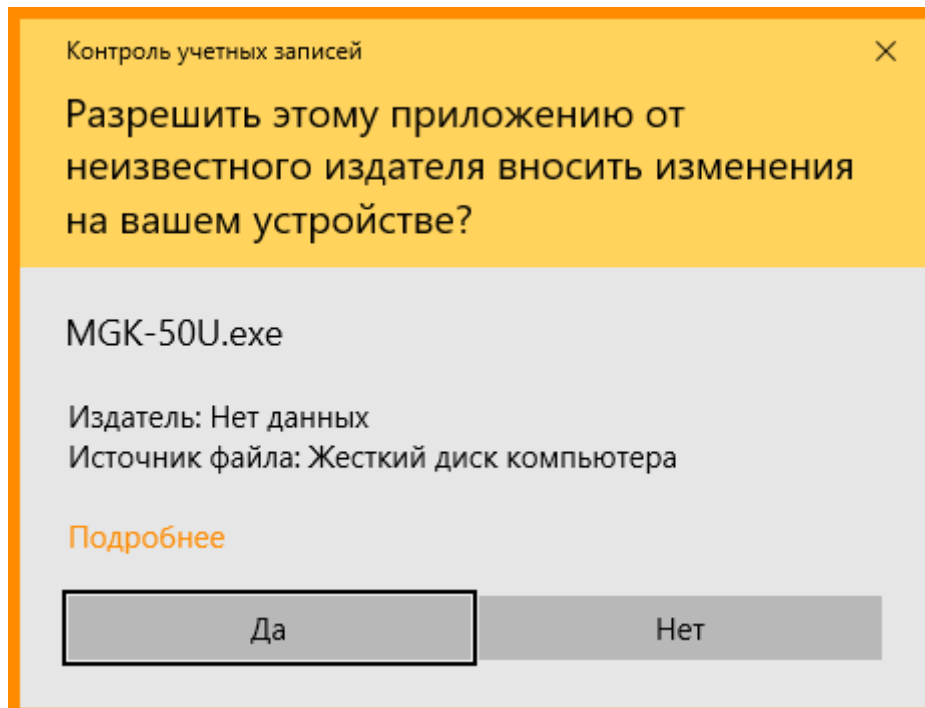 Контроль учетных записей
Разрешить этому приложению от
неизвестного издателя вносить изменения
на вашем устройстве?
MGK-50U.exe
Издатель: Нет данных
Источник файла: Жесткий диск компьютера
Подробнее
Да
Нет